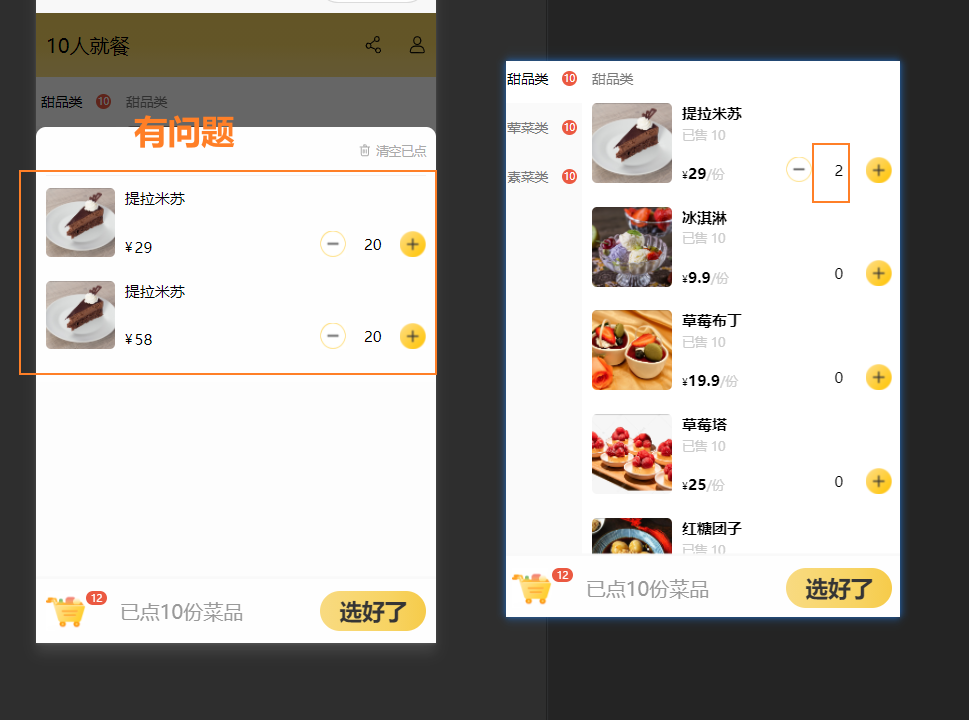 10人就餐
甜品类 10 甜品类
有问题
清空已点
提拉米苏
¥29
20
提拉米苏
¥58
20
12
已点10份菜品
选好了
甜品类 10 甜品类
荤菜类 10
素菜类 10
提拉米苏
已售 10
¥29/份
2
冰淇淋
已售 10
¥9.9/份
0
草莓布丁
已售 10
¥19.9/份
0
草莓塔
已售 10
¥25/份
0
红糖团子
已售 10
12
已点10份菜品
选好了